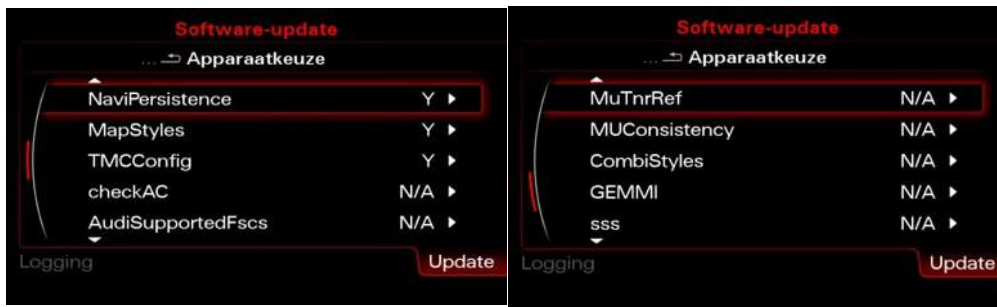 Software-update
... Apparaatkeuze
NaviPersistence Y
MapStyles Y
TMCConfig Y
checkAC N/A
AudiSupportedFscs N/A
Logging Update
Software-update
... Apparaatkeuze
MuTnrRef N/A
MUConsistency N/A
CombiStyles N/A
GEMMI N/A
sss N/A
Logging Update